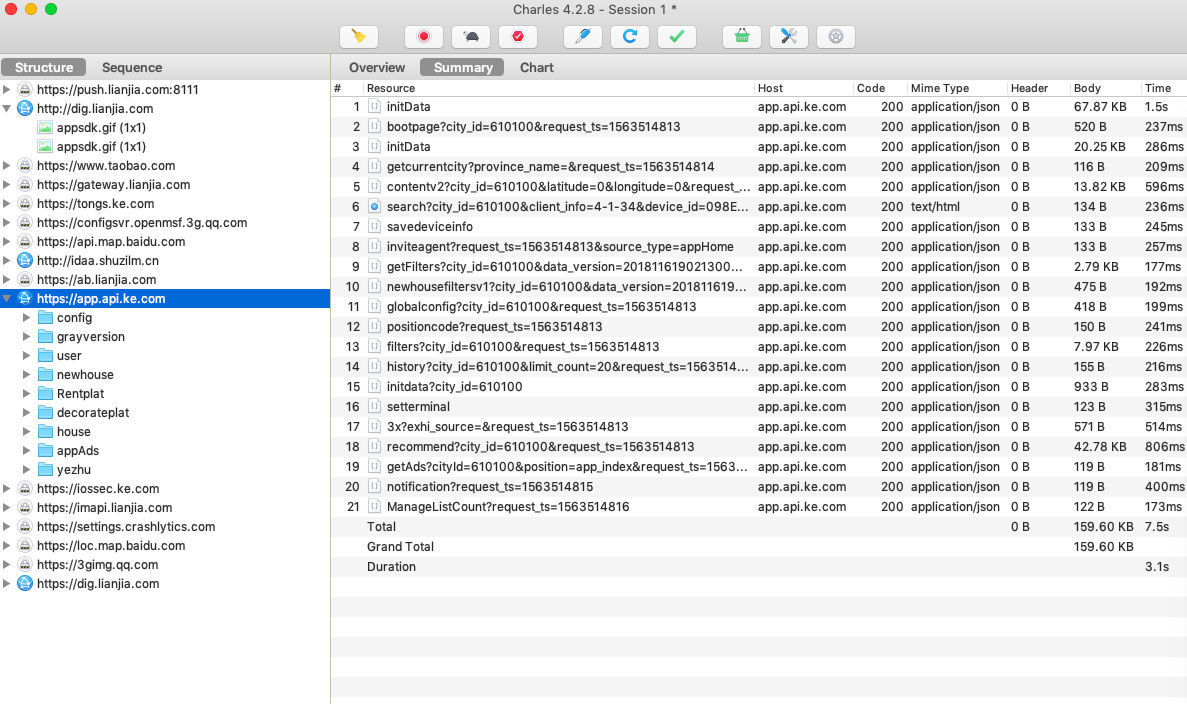 Charles 4.2.8 - Session 1 *
Structure Sequence
https://push.lianjia.com:8111
http://dig.lianjia.com
appsdk.gif (1x1)
appsdk.gif (1x1)
https://www.taobao.com
https://gateway.lianjia.com
https://tongs.ke.com
https://configsvr.openmsf.3g.qq.com
https://api.map.baidu.com
http://idaa.shuzilm.cn
https://ab.lianjia.com
https://app.api.ke.com
config
grayversion
user
newhouse
Rentplat
decorateplat
house
appAds
yezhu
https://iossec.ke.com
https://imapi.lianjia.com
https://settings.crashlytics.com
https://loc.map.baidu.com
https://3gimg.qq.com
https://dig.lianjia.com
Overview Summary Chart
# Resource Host Code Mime Type Header Body Time
1 initData app.api.ke.com 200 application/json 0 B 67.87 KB 1.5s
2 bootpage?city_id=610100&request_ts=1563514813 app.api.ke.com 200 application/json 0 B 520 B 237ms
3 initData app.api.ke.com 200 application/json 0 B 20.25 KB 286ms
4 getcurrentcity?province_name=&request_ts=1563514814 app.api.ke.com 200 application/json 0 B 116 B 209ms
5 contentv2?city_id=610100&latitude=0&longitude=0&request_... app.api.ke.com 200 application/json 0 B 13.82 KB 596ms
6 search?city_id=610100&client_info=4-1-34&device_id=098E... app.api.ke.com 200 text/html 0 B 134 B 236ms
7 savedeviceinfo app.api.ke.com 200 application/json 0 B 133 B 245ms
8 inviteagent?request_ts=1563514813&source_type=appHome app.api.ke.com 200 application/json 0 B 133 B 257ms
9 getFilters?city_id=610100&data_version=201811619021300... app.api.ke.com 200 application/json 0 B 2.79 KB 177ms
10 newhousefiltersv1?city_id=610100&data_version=201811619... app.api.ke.com 200 application/json 0 B 475 B 192ms
11 globalconfig?city_id=610100&request_ts=1563514813 app.api.ke.com 200 application/json 0 B 418 B 199ms
12 positioncode?request_ts=1563514813 app.api.ke.com 200 application/json 0 B 150 B 241ms
13 filters?city_id=610100&request_ts=1563514813 app.api.ke.com 200 application/json 0 B 7.97 KB 226ms
14 history?city_id=610100&limit_count=20&request_ts=1563514... app.api.ke.com 200 application/json 0 B 155 B 216ms
15 initdata?city_id=610100 app.api.ke.com 200 application/json 0 B 933 B 283ms
16 setterminal app.api.ke.com 200 application/json 0 B 123 B 315ms
17 3x?exhi_source=&request_ts=1563514813 app.api.ke.com 200 application/json 0 B 571 B 514ms
18 recommend?city_id=610100&request_ts=1563514813 app.api.ke.com 200 application/json 0 B 42.78 KB 806ms
19 getAds?cityId=610100&position=app_index&request_ts=1563... app.api.ke.com 200 application/json 0 B 119 B 181ms
20 notification?request_ts=1563514815 app.api.ke.com 200 application/json 0 B 119 B 400ms
21 ManageListCount?request_ts=1563514816 app.api.ke.com 200 application/json 0 B 122 B 173ms
Total 0 B 159.60 KB 7.5s
Grand Total 159.60 KB
Duration 3.1s